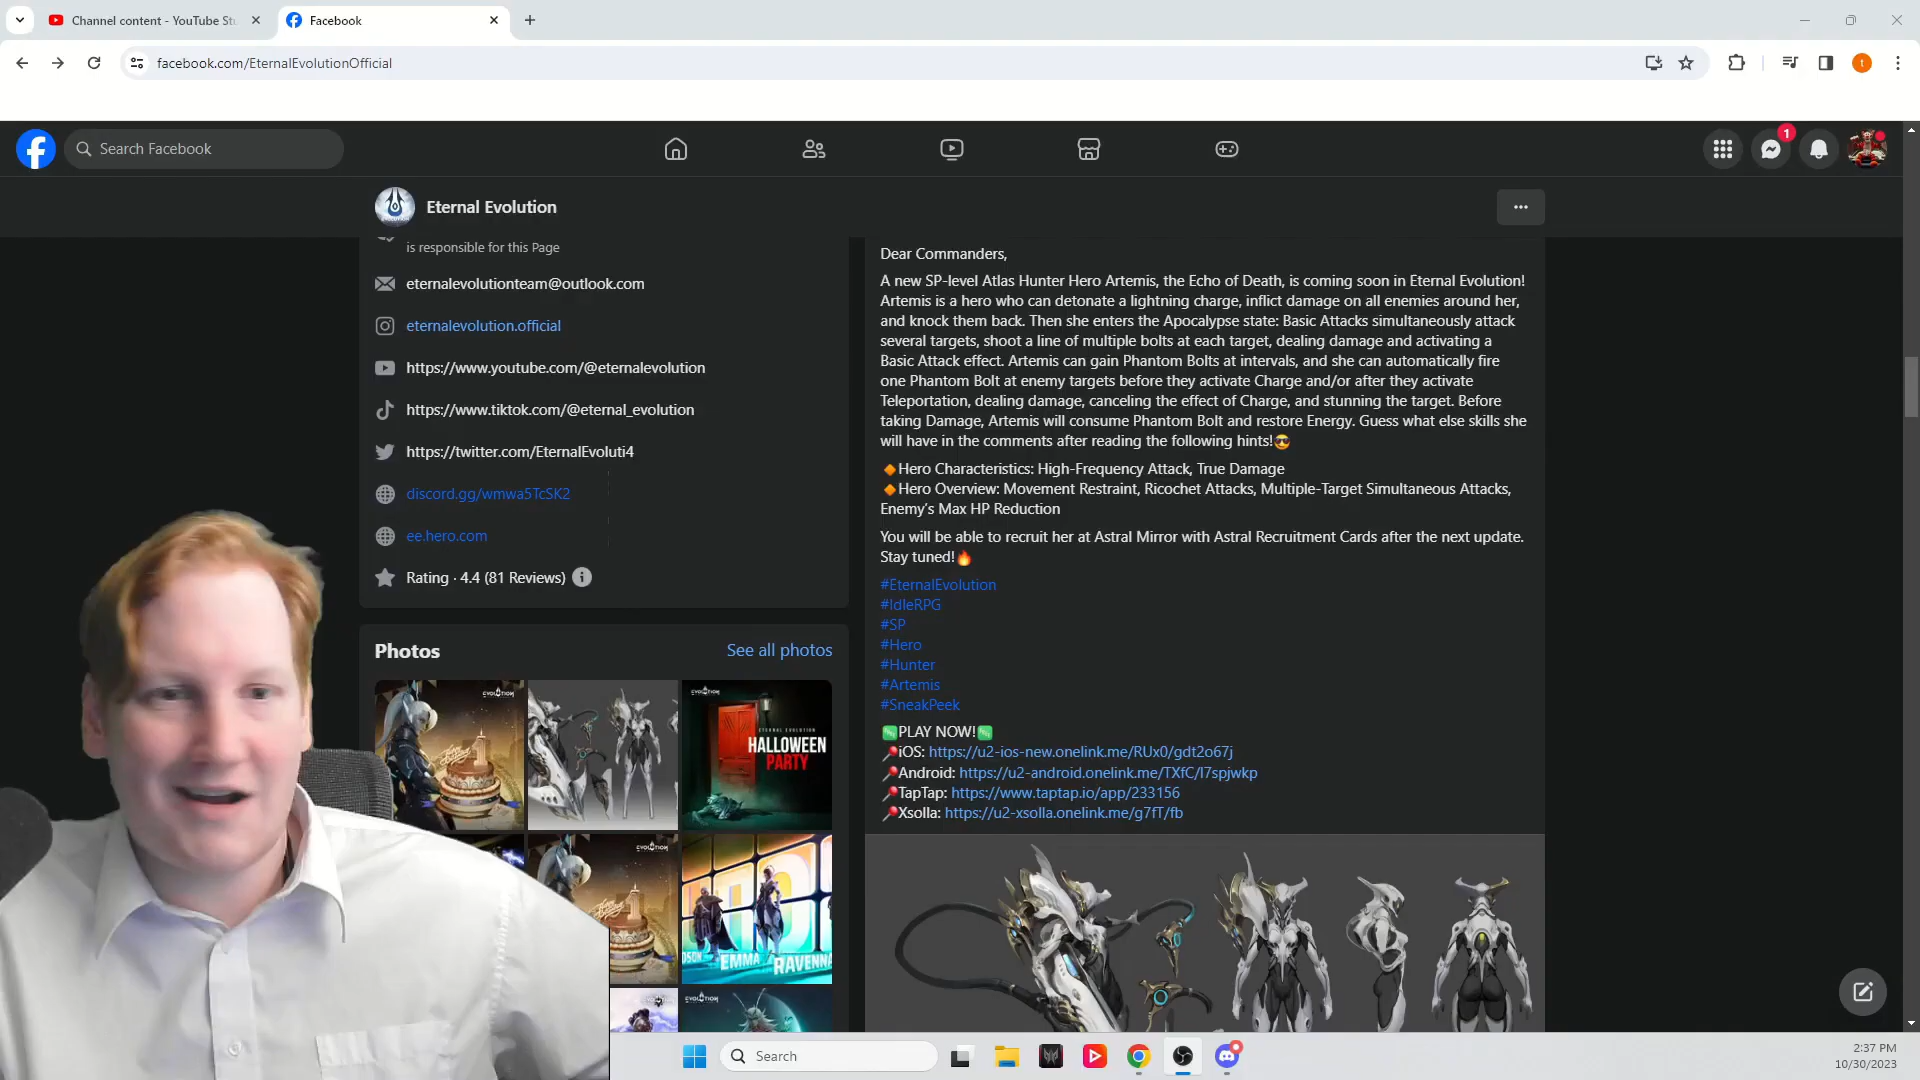 Channel content - YouTube Stu
Facebook
facebook.com/EternalEvolutionOfficial
t
Search Facebook
1
Eternal Evolution
is responsible for this Page
eternalevolutionteam@outlook.com
eternalevolution.official
https://www.youtube.com/@eternalevolution
https://www.tiktok.com/@eternal_evolution
https://twitter.com/EternalEvoluti4
discord.gg/wmwa5TcSK2
ee.hero.com
Rating · 4.4 (81 Reviews)
Photos
See all photos
EVOLUTION
EVOLUTION
ETERNAL EVOLUTION
HALLOWEEN
PARTY
EVOLUTION
EMMA
RAVENNA
EVOLUTION
EVOLUTION
Dear Commanders,
A new SP-level Atlas Hunter Hero Artemis, the Echo of Death, is coming soon in Eternal Evolution!
Artemis is a hero who can detonate a lightning charge, inflict damage on all enemies around her,
and knock them back. Then she enters the Apocalypse state: Basic Attacks simultaneously attack
several targets, shoot a line of multiple bolts at each target, dealing damage and activating a
Basic Attack effect. Artemis can gain Phantom Bolts at intervals, and she can automatically fire
one Phantom Bolt at enemy targets before they activate Charge and/or after they activate
Teleportation, dealing damage, canceling the effect of Charge, and stunning the target. Before
taking Damage, Artemis will consume Phantom Bolt and restore Energy. Guess what else skills she
will have in the comments after reading the following hints!😎
🔸Hero Characteristics: High-Frequency Attack, True Damage
🔸Hero Overview: Movement Restraint, Ricochet Attacks, Multiple-Target Simultaneous Attacks,
Enemy's Max HP Reduction
You will be able to recruit her at Astral Mirror with Astral Recruitment Cards after the next update.
Stay tuned!🔥
#EternalEvolution
#IdleRPG
#SP
#Hero
#Hunter
#Artemis
#SneakPeek
PLAY NOW!
iOS: https://u2-ios-new.onelink.me/RUx0/gdt2o67j
Android: https://u2-android.onelink.me/TXfC/l7spjwkp
TapTap: https://www.taptap.io/app/233156
Xsolla: https://u2-xsolla.onelink.me/g7fT/fb
Search
2:37 PM
10/30/2023